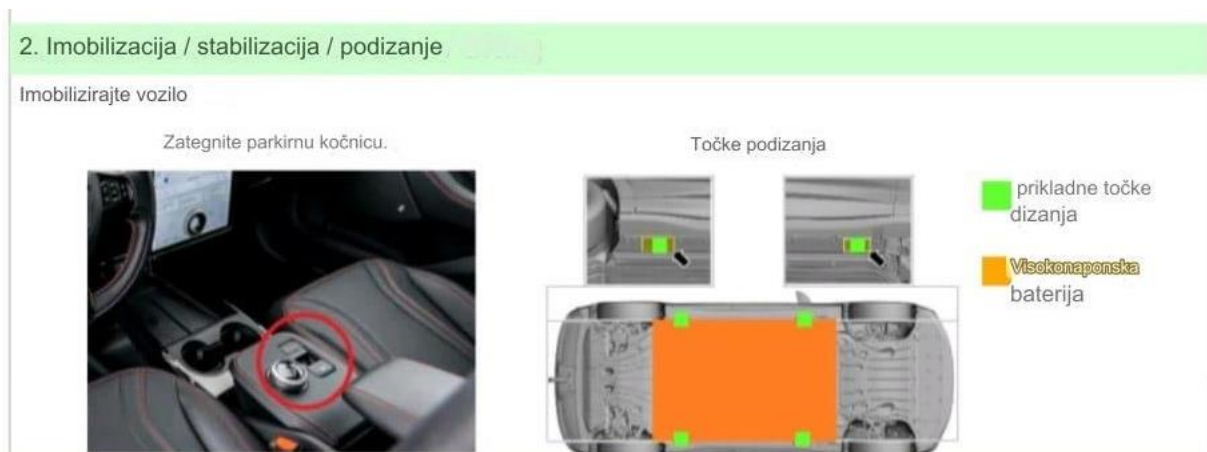 2. Imobilizacija / stabilizacija / podizanje
Imobilizirajte vozilo
Zategnite parkirnu kočnicu.
Točke podizanja
prikladne točke
dizanja
Visokonaponska
baterija